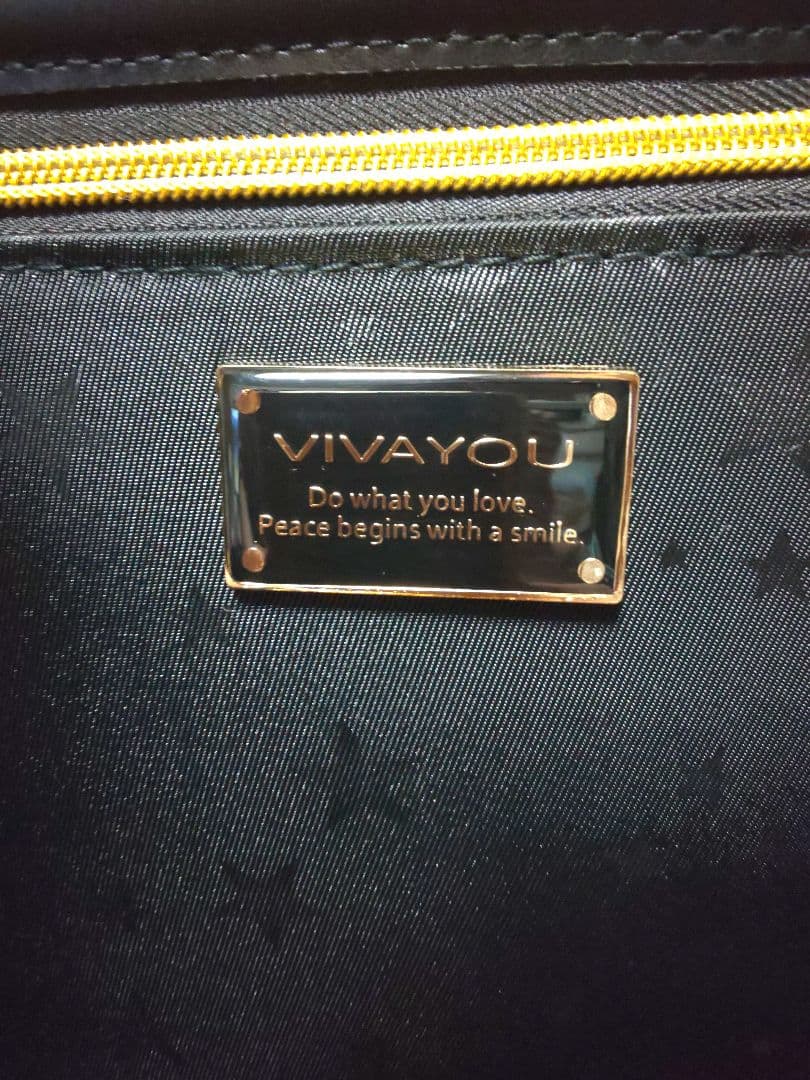 VIVAYOU
Do what you love.
Peace begins with a smile.